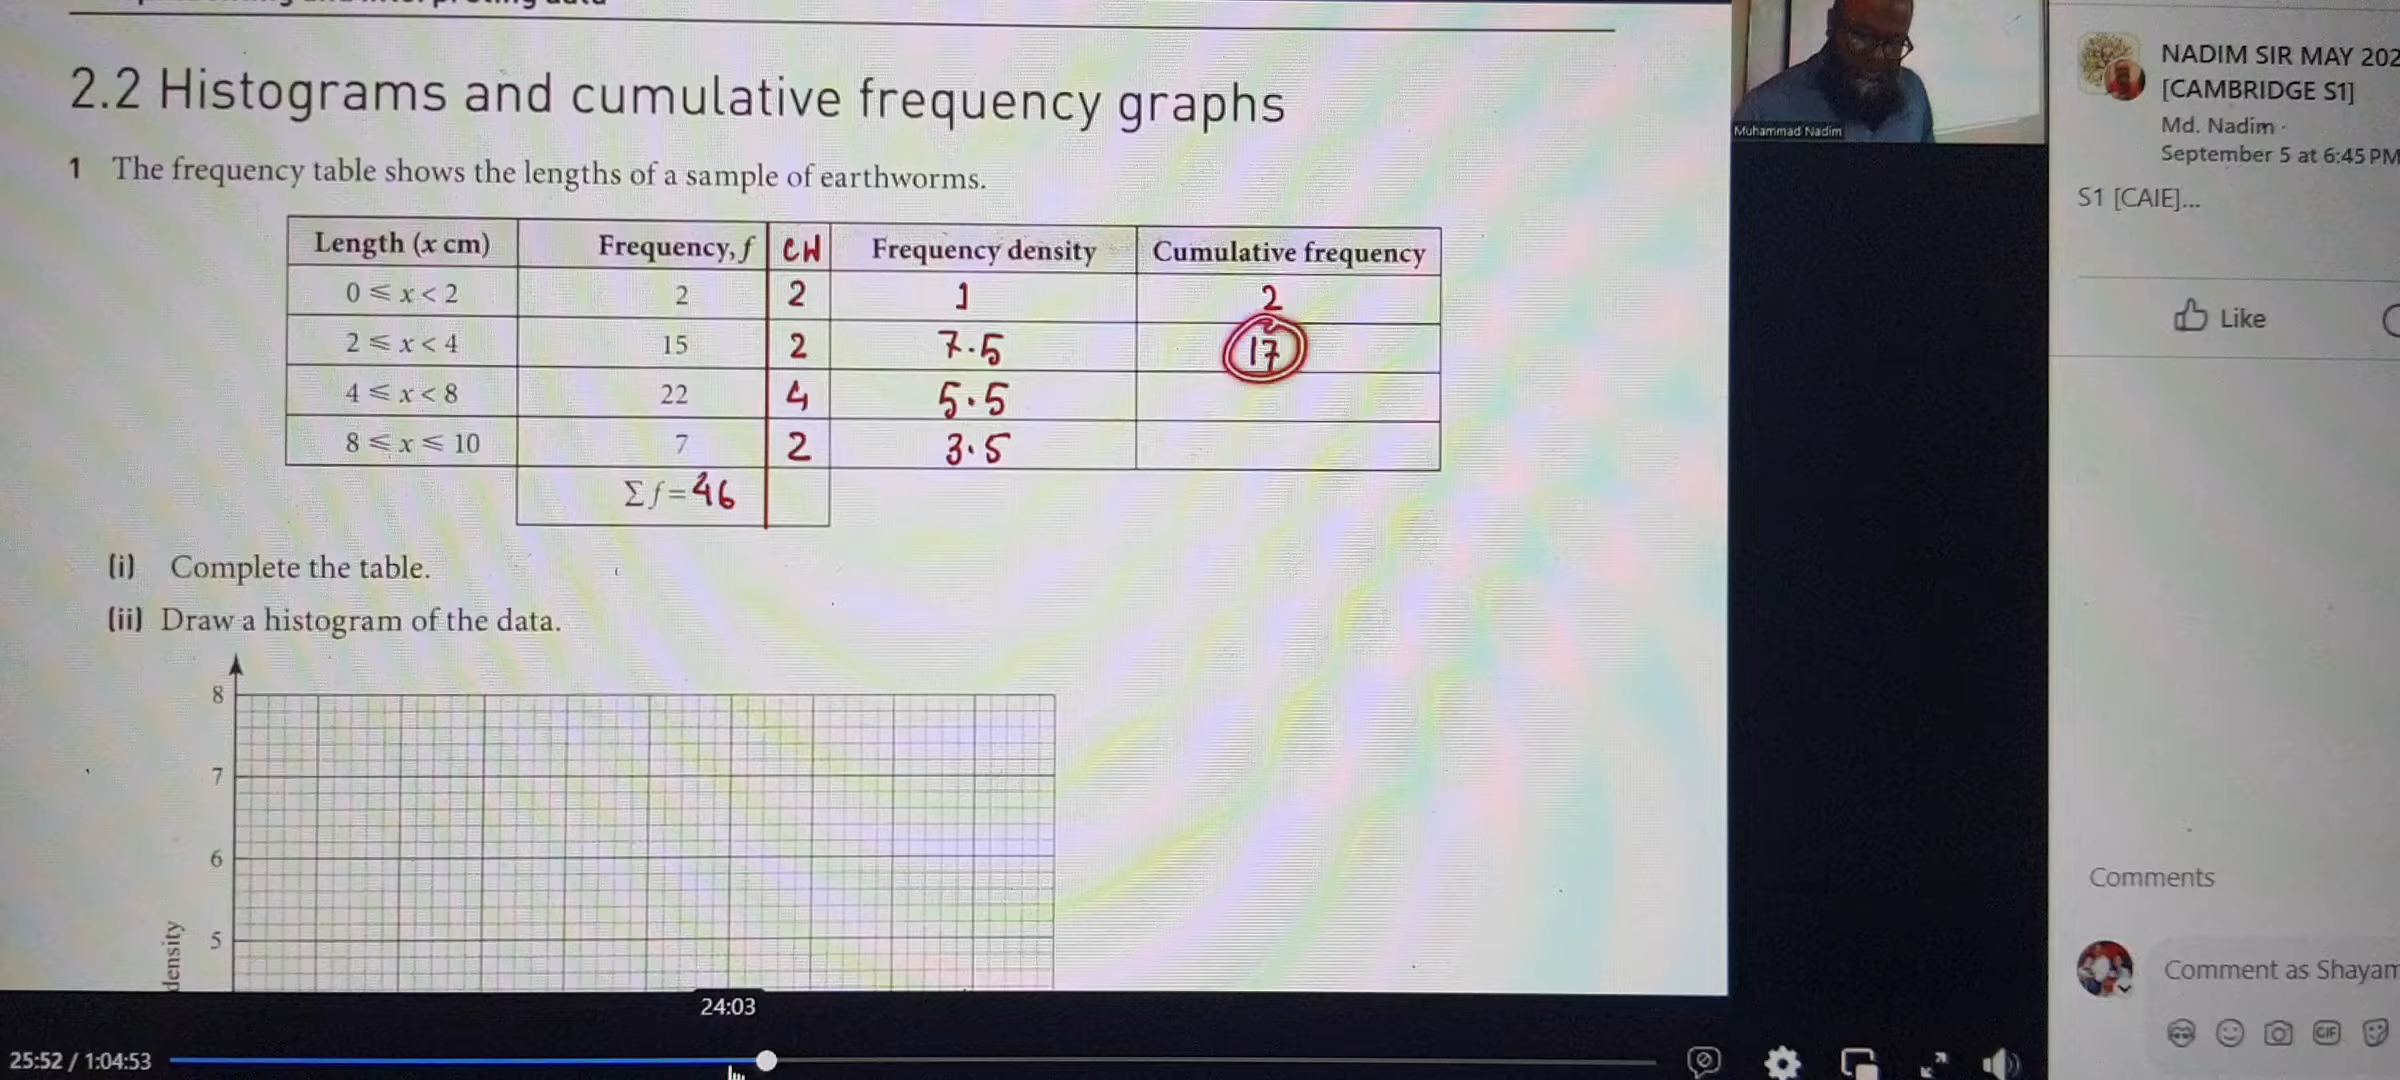 2.2 Histograms and cumulative frequency graphs
1 The frequency table shows the lengths of a sample of earthworms.
Length (x cm) Frequency, f CW Frequency density Cumulative frequency
0 ⩽ x < 2 2 2 1 2
2 ⩽ x < 4 15 2 7.5 17
4 ⩽ x < 8 22 4 5.5
8 ⩽ x ⩽ 10 7 2 3.5
Σf = 46
(i) Complete the table.
(ii) Draw a histogram of the data.
8
7
6
5
density
24:03
25:52 / 1:04:53
Muhammad Nadim
NADIM SIR MAY 202
[CAMBRIDGE S1]
Md. Nadim ·
September 5 at 6:45 PM
S1 [CAIE]...
Like
Comments
Comment as Shayam
GIF